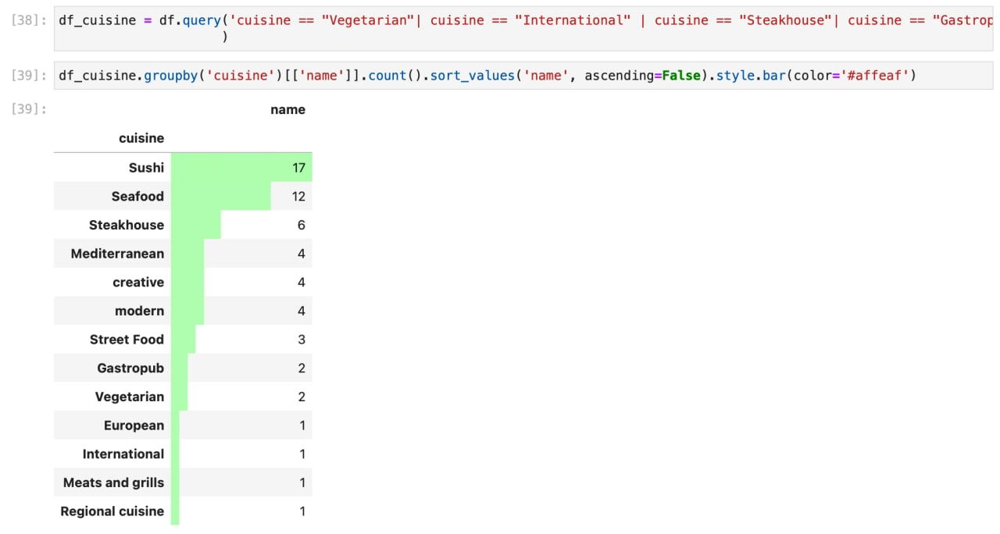 [38]: df_cuisine = df.query('cuisine == "Vegetarian"| cuisine == "International" | cuisine == "Steakhouse"| cuisine == "Gastrop
)
[39]: df_cuisine.groupby('cuisine')[['name']].count().sort_values('name', ascending=False).style.bar(color='#affeaf')
[39]: name
cuisine
Sushi 17
Seafood 12
Steakhouse 6
Mediterranean 4
creative 4
modern 4
Street Food 3
Gastropub 2
Vegetarian 2
European 1
International 1
Meats and grills 1
Regional cuisine 1